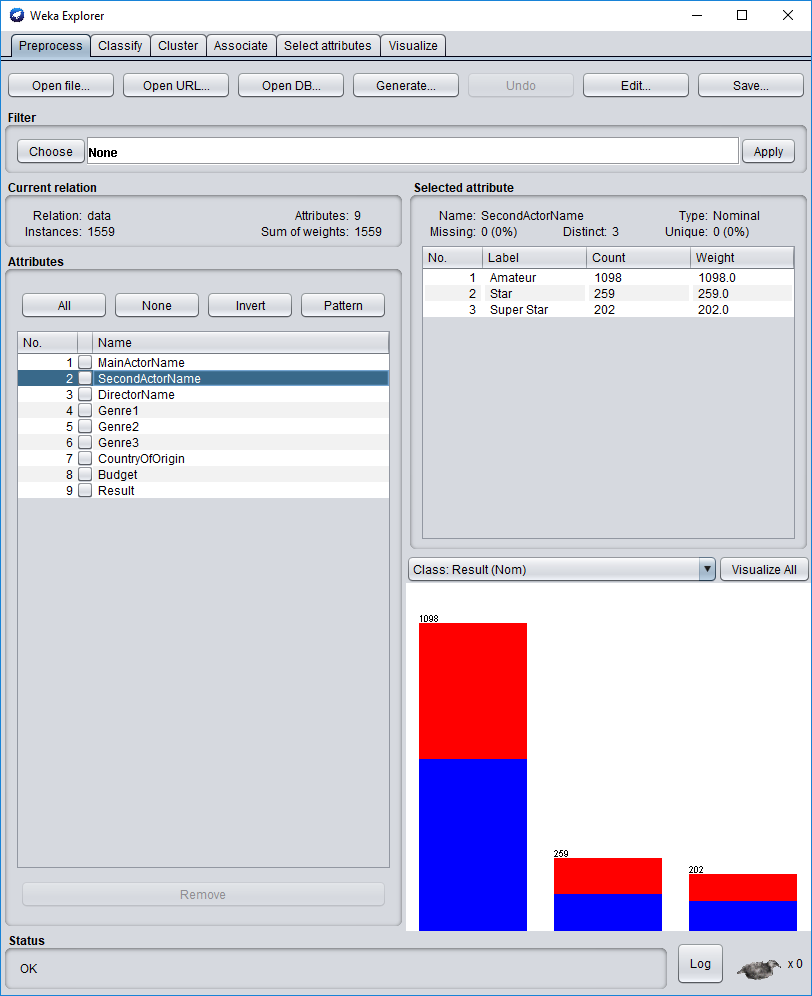 Weka Explorer
Preprocess Classify Cluster Associate Select attributes Visualize
Open file... Open URL... Open DB... Generate... Undo Edit... Save...
Filter
Choose None Apply
Current relation
Relation: data Attributes: 9
Instances: 1559 Sum of weights: 1559
Attributes
All None Invert Pattern
No. Name
1 MainActorName
2 SecondActorName
3 DirectorName
4 Genre1
5 Genre2
6 Genre3
7 CountryOfOrigin
8 Budget
9 Result
Remove
Selected attribute
Name: SecondActorName Type: Nominal
Missing: 0 (0%) Distinct: 3 Unique: 0 (0%)
No. Label Count Weight
1 Amateur 1098 1098.0
2 Star 259 259.0
3 Super Star 202 202.0
Class: Result (Nom) Visualize All
1098
259
202
Status
OK Log x 0